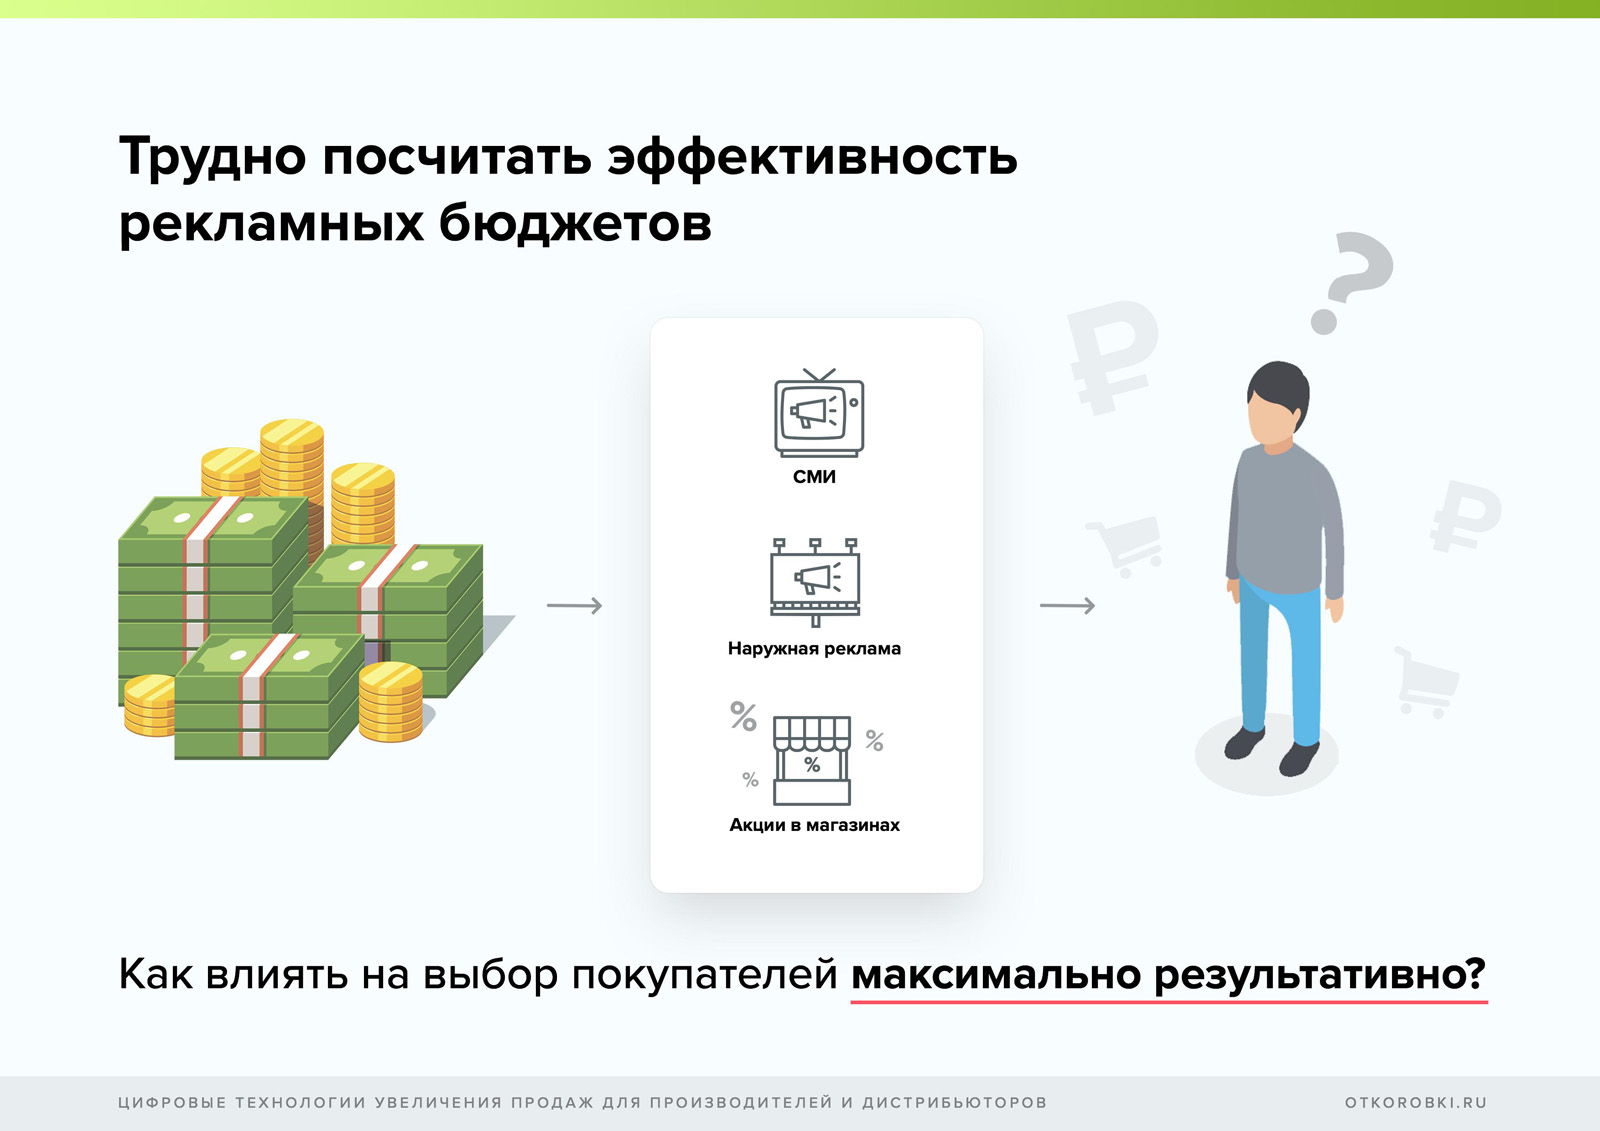 Трудно посчитать эффективность
рекламных бюджетов
?
₽
СМИ
₽
Наружная реклама
%
%
%
%
Акции в магазинах
Как влиять на выбор покупателей максимально результативно?
ЦИФРОВЫЕ ТЕХНОЛОГИИ УВЕЛИЧЕНИЯ ПРОДАЖ ДЛЯ ПРОИЗВОДИТЕЛЕЙ И ДИСТРИБЬЮТОРОВ
OTKOROBKI.RU